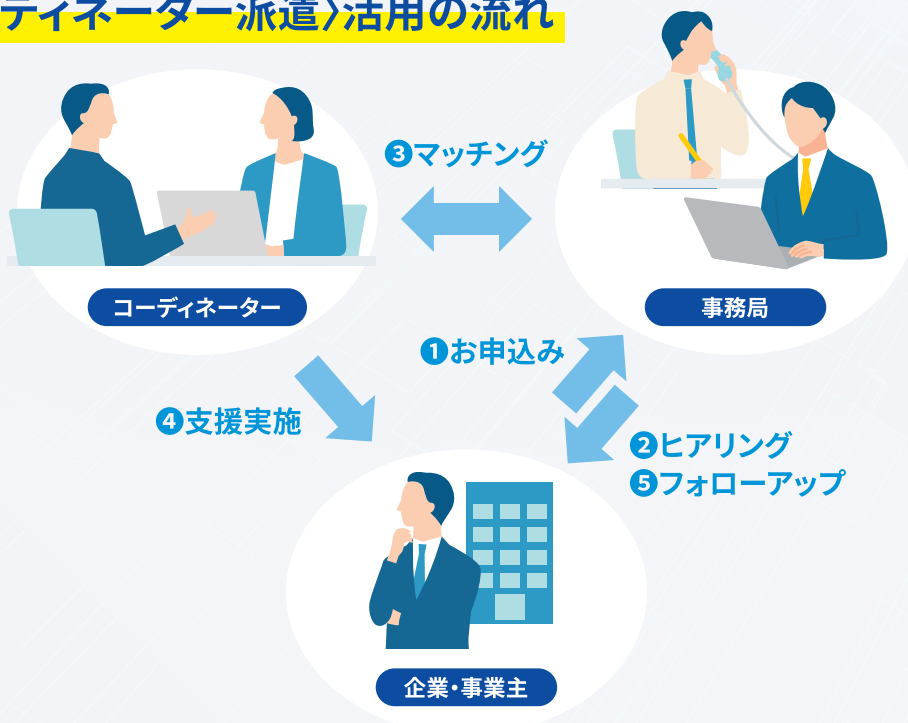 ディネーター派遣〉活用の流れ
❸マッチング
コーディネーター
事務局
❶お申込み
❹支援実施
❷ヒアリング
❺フォローアップ
企業・事業主